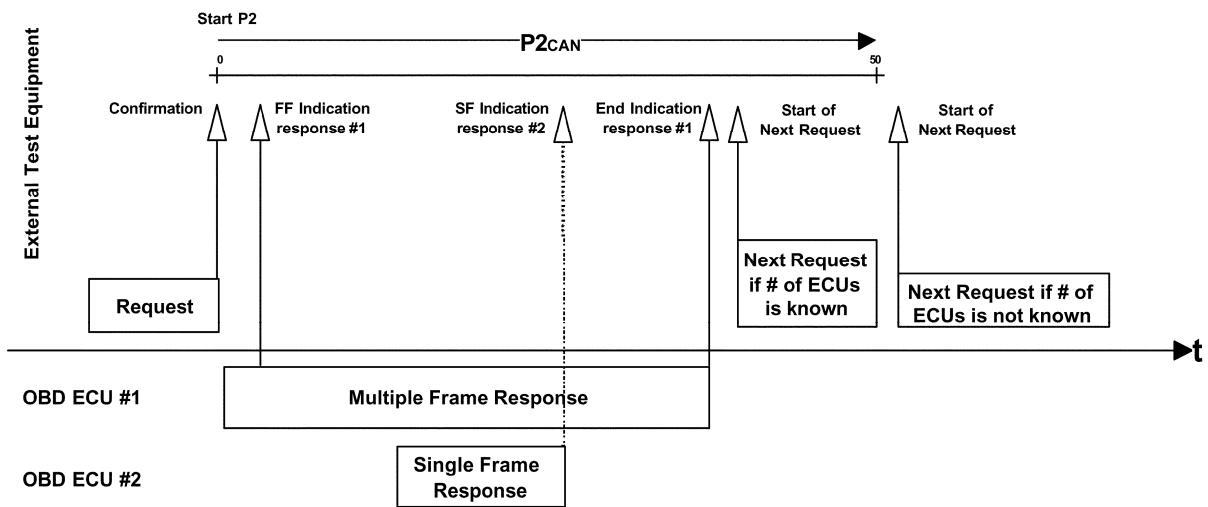 External Test Equipment
Start P2
P2CAN
0
50
Confirmation
FF Indication
response #1
SF Indication
response #2
End Indication
response #1
Start of
Next Request
Start of
Next Request
Request
Next Request
if # of ECUs
is known
Next Request if # of
ECUs is not known
t
OBD ECU #1
Multiple Frame Response
OBD ECU #2
Single Frame
Response